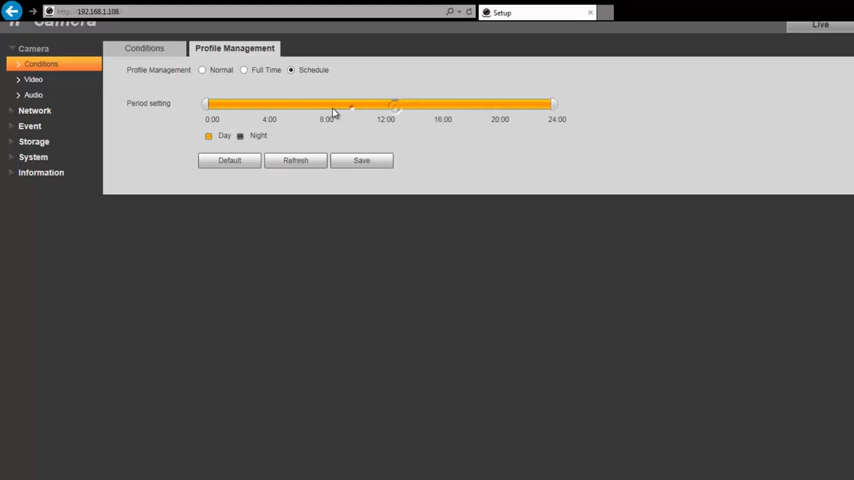 http://192.168.1.108/
Setup
Camera
Live
Camera
Conditions
Video
Audio
Network
Event
Storage
System
Information
Conditions
Profile Management
Profile Management
Normal
Full Time
Schedule
Period setting
0:00 4:00 8:00 12:00 16:00 20:00 24:00
Day
Night
Default
Refresh
Save